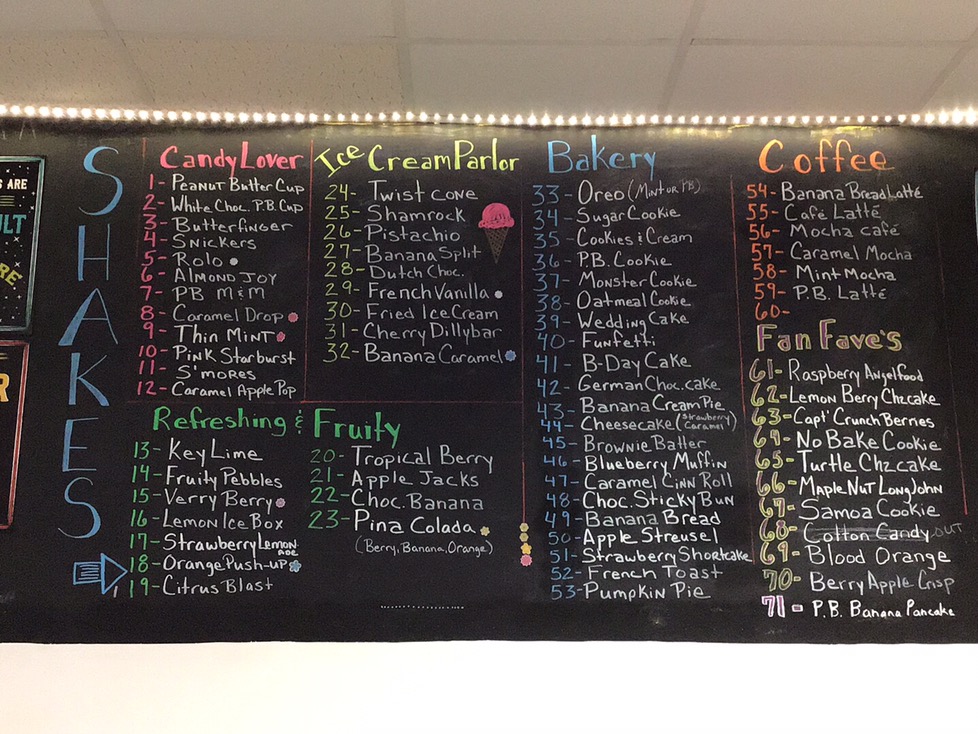 S ARE
ULT
RE
R
SHAKES
Candy Lover
1- Peanut Butter Cup
2- White Choc. P.B. Cup
3- Butterfinger
4- Snickers
5- Rolo
6- Almond Joy
7- PB M&M
8- Caramel Drop
9- Thin Mint
10- Pink Starburst
11- S'mores
12- Caramel Apple Pop
Ice Cream Parlor
24- Twist cone
25- Shamrock
26- Pistachio
27- Banana Split
28- Dutch Choc.
29- French Vanilla
30- Fried Ice Cream
31- Cherry Dillybar
32- Banana Caramel
Refreshing & Fruity
13- Key Lime
14- Fruity Pebbles
15- Verry Berry
16- Lemon Ice Box
17- Strawberry Lemon
ade
18- Orange Push-up
19- Citrus Blast
20- Tropical Berry
21- Apple Jacks
22- Choc. Banana
23- Pina Colada
(Berry, Banana, Orange)
Bakery
33- Oreo (Mint or PB)
34- Sugar Cookie
35- Cookies & Cream
36- P.B. Cookie
37- Monster Cookie
38- Oatmeal Cookie
39- Wedding Cake
40- Funfetti
41- B-Day Cake
42- German Choc. cake
43- Banana Cream Pie
44- Cheesecake (Strawberry
Caramel)
45- Brownie Batter
46- Blueberry Muffin
47- Caramel Cinn Roll
48- Choc. Sticky Bun
49- Banana Bread
50- Apple Streusel
51- Strawberry Shortcake
52- French Toast
53- Pumpkin Pie
Coffee
54- Banana Bread Latté
55- Café Latté
56- Mocha café
57- Caramel Mocha
58- Mint Mocha
59- P.B. Latté
60-
Fan Fave's
61- Raspberry Angelfood
62- Lemon Berry Chzcake
63- Capt' Crunch Berries
64- No Bake Cookie
65- Turtle Chzcake
66- Maple Nut Long John
67- Samoa Cookie
68- Cotton Candy OUT
69- Blood Orange
70- Berry Apple Crisp
71- P.B. Banana Pancake